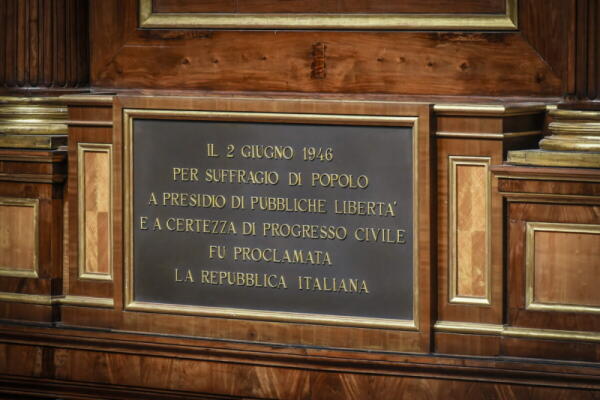 IL 2 GIUGNO 1946
PER SUFFRAGIO DI POPOLO
A PRESIDIO DI PUBBLICHE LIBERTA'
E A CERTEZZA DI PROGRESSO CIVILE
FU PROCLAMATA
LA REPUBBLICA ITALIANA